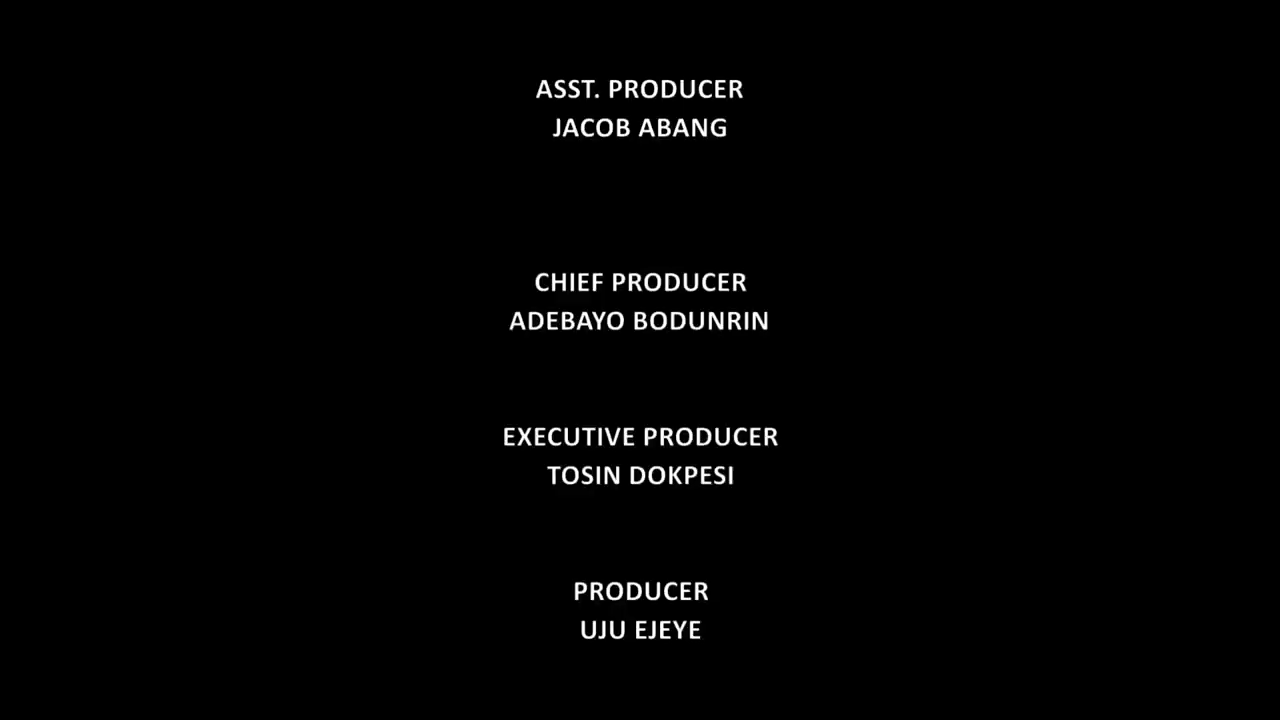 ASST. PRODUCER
JACOB ABANG
CHIEF PRODUCER
ADEBAYO BODUNRIN
EXECUTIVE PRODUCER
TOSIN DOKPESI
PRODUCER
UJU EJEYE